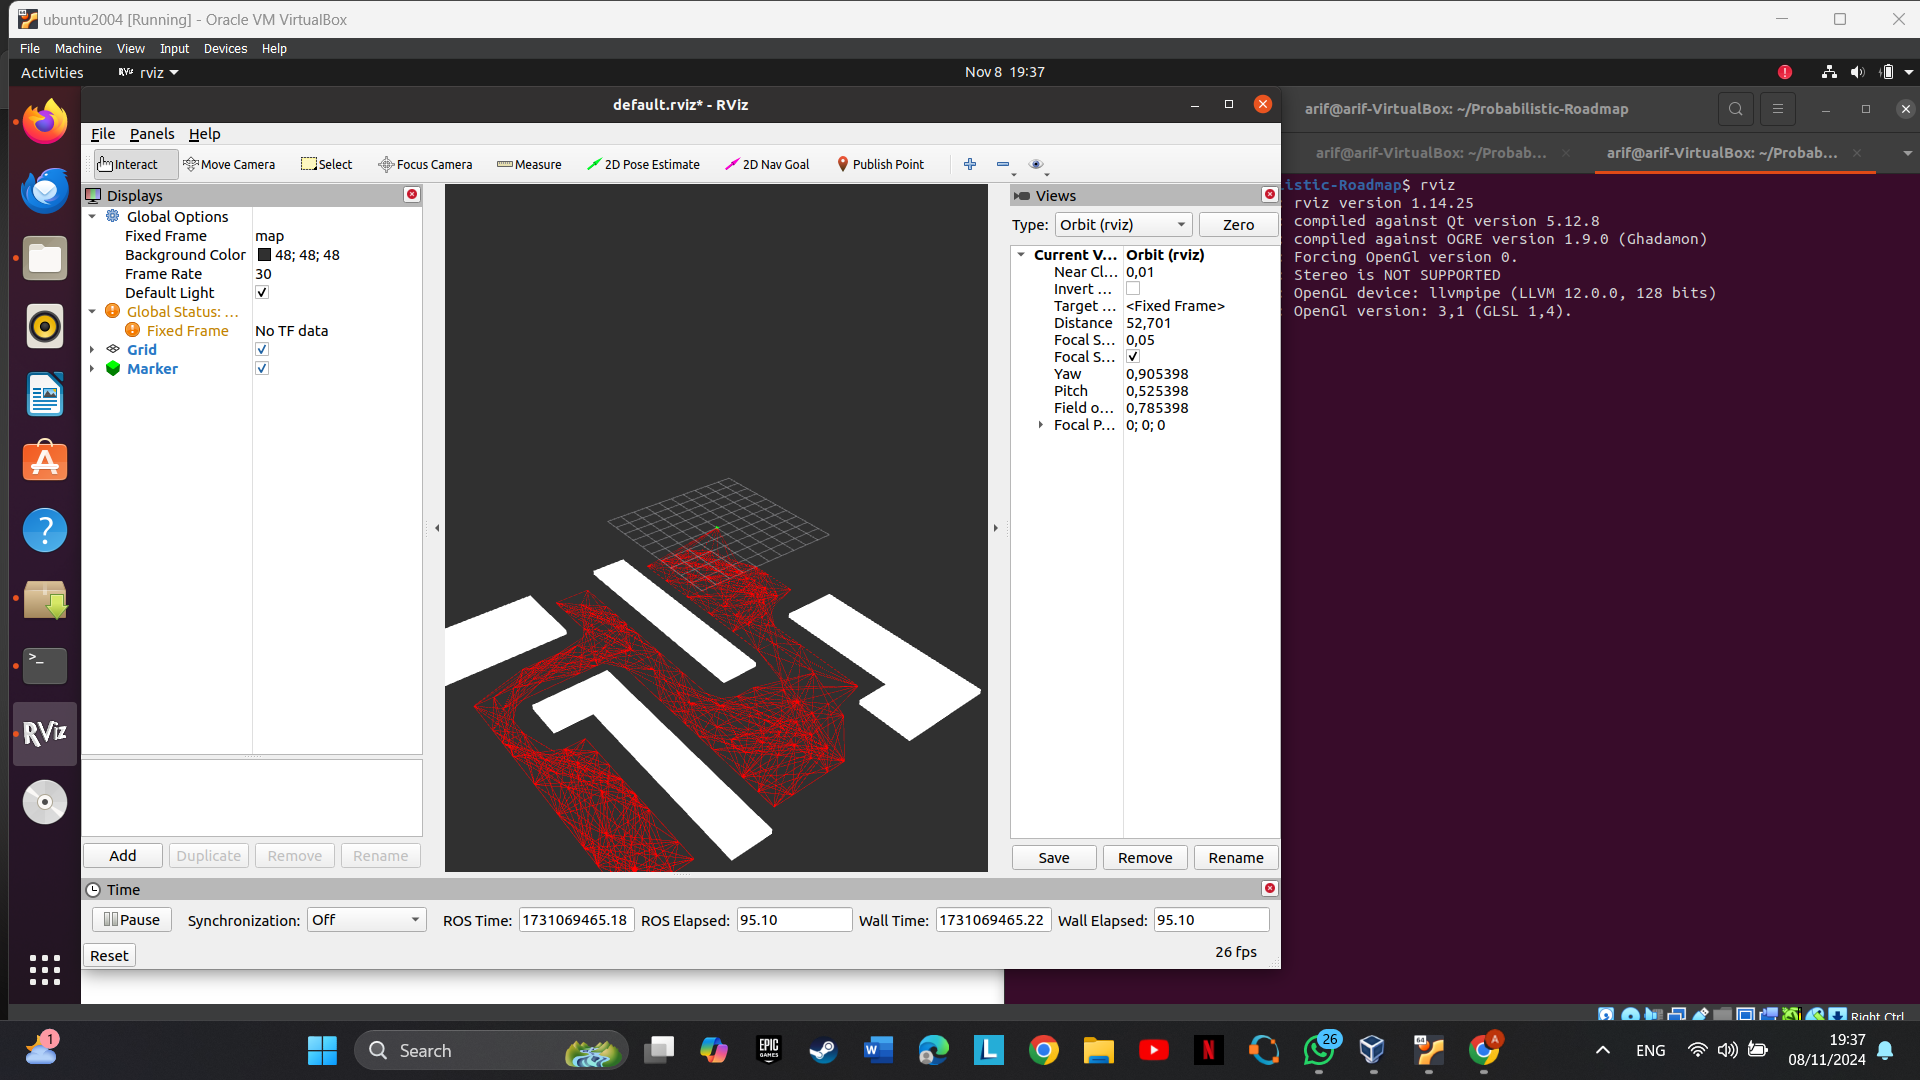 ubuntu2004 [Running] - Oracle VM VirtualBox
File Machine View Input Devices Help
Activities RViz rviz Nov 8 19:37
default.rviz* - RViz
File Panels Help
Interact Move Camera Select Focus Camera Measure 2D Pose Estimate 2D Nav Goal Publish Point
Displays
Global Options
Fixed Frame map
Background Color 48; 48; 48
Frame Rate 30
Default Light ✓
Global Status: ...
Fixed Frame No TF data
Grid ✓
Marker ✓
Add Duplicate Remove Rename
Views
Type: Orbit (rviz) Zero
Current V... Orbit (rviz)
Near Cl... 0,01
Invert ...
Target ... <Fixed Frame>
Distance 52,701
Focal S... 0,05
Focal S... ✓
Yaw 0,905398
Pitch 0,525398
Field o... 0,785398
Focal P... 0; 0; 0
Save Remove Rename
Time
Pause Synchronization: Off ROS Time: 1731069465.18 ROS Elapsed: 95.10 Wall Time: 1731069465.22 Wall Elapsed: 95.10
Reset 26 fps
arif@arif-VirtualBox: ~/Probabilistic-Roadmap
arif@arif-VirtualBox: ~/Probab... arif@arif-VirtualBox: ~/Probab...
istic-Roadmap$ rviz
rviz version 1.14.25
compiled against Qt version 5.12.8
compiled against OGRE version 1.9.0 (Ghadamon)
Forcing OpenGl version 0.
Stereo is NOT SUPPORTED
OpenGL device: llvmpipe (LLVM 12.0.0, 128 bits)
OpenGl version: 3,1 (GLSL 1,4).
RViz
Right Ctrl
1 Search EPIC GAMES 26 64 A ENG 19:37
08/11/2024